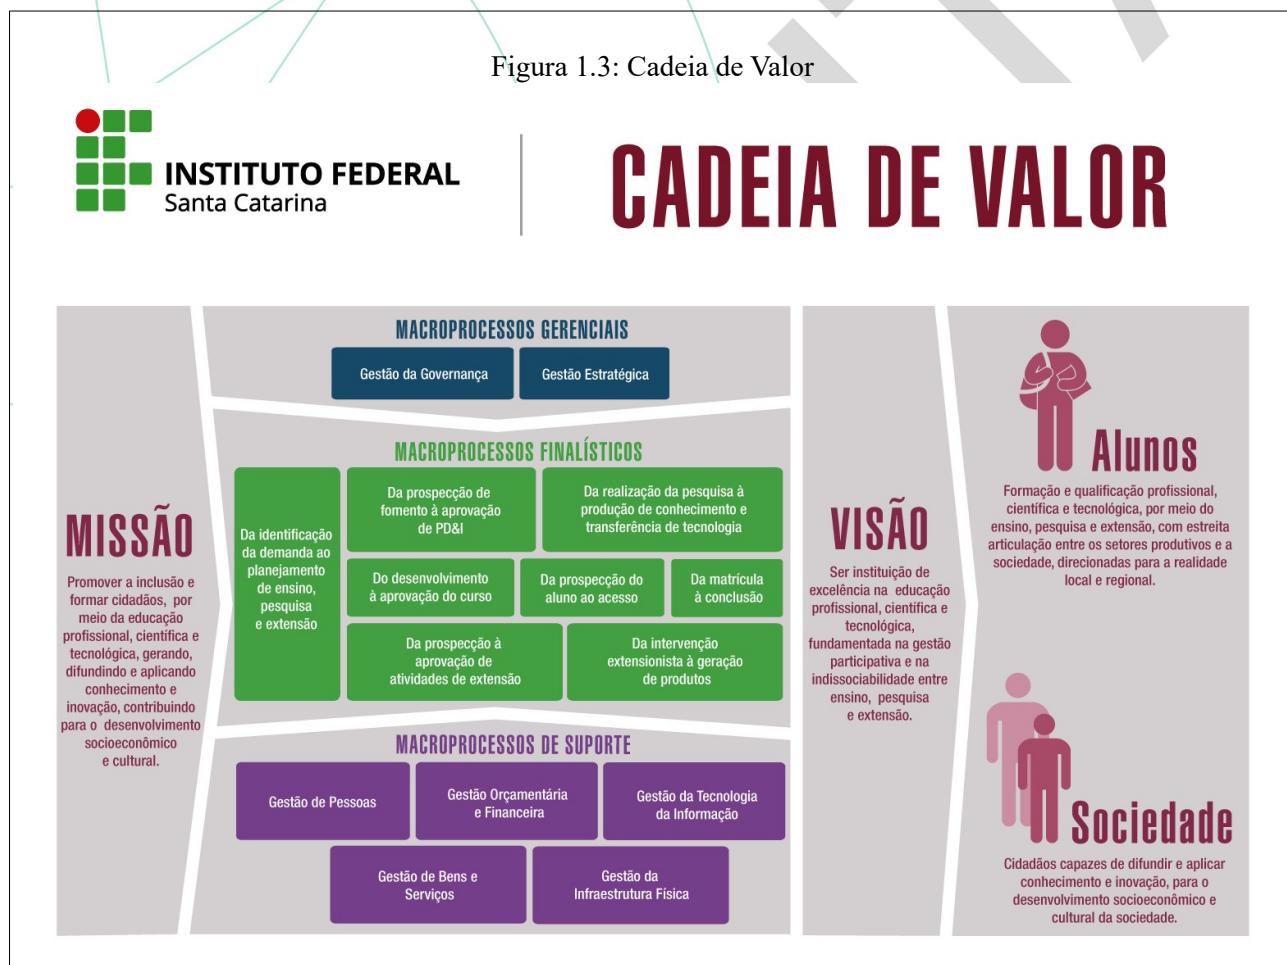 Figura 1.3: Cadeia de Valor
INSTITUTO FEDERAL
Santa Catarina
CADEIA DE VALOR
MISSÃO
Promover a inclusão e
formar cidadãos, por
meio da educação
profissional, científica e
tecnológica, gerando,
difundindo e aplicando
conhecimento e
inovação, contribuindo
para o desenvolvimento
socioeconômico
e cultural.
MACROPROCESSOS GERENCIAIS
Gestão da Governança
Gestão Estratégica
MACROPROCESSOS FINALÍSTICOS
Da identificação
da demanda ao
planejamento
de ensino,
pesquisa
e extensão
Da prospecção de
fomento à aprovação
de PD&I
Da realização da pesquisa à
produção de conhecimento e
transferência de tecnologia
Do desenvolvimento
à aprovação do curso
Da prospecção do
aluno ao acesso
Da matrícula
à conclusão
Da prospecção à
aprovação de
atividades de extensão
Da intervenção
extensionista à geração
de produtos
MACROPROCESSOS DE SUPORTE
Gestão de Pessoas
Gestão Orçamentária
e Financeira
Gestão da Tecnologia
da Informação
Gestão de Bens e
Serviços
Gestão da
Infraestrutura Física
VISÃO
Ser instituição de
excelência na educação
profissional, científica e
tecnológica,
fundamentada na gestão
participativa e na
indissociabilidade entre
ensino, pesquisa
e extensão.
Alunos
Formação e qualificação profissional,
científica e tecnológica, por meio do
ensino, pesquisa e extensão, com estreita
articulação entre os setores produtivos e a
sociedade, direcionadas para a realidade
local e regional.
Sociedade
Cidadãos capazes de difundir e aplicar
conhecimento e inovação, para o
desenvolvimento socioeconômico e
cultural da sociedade.